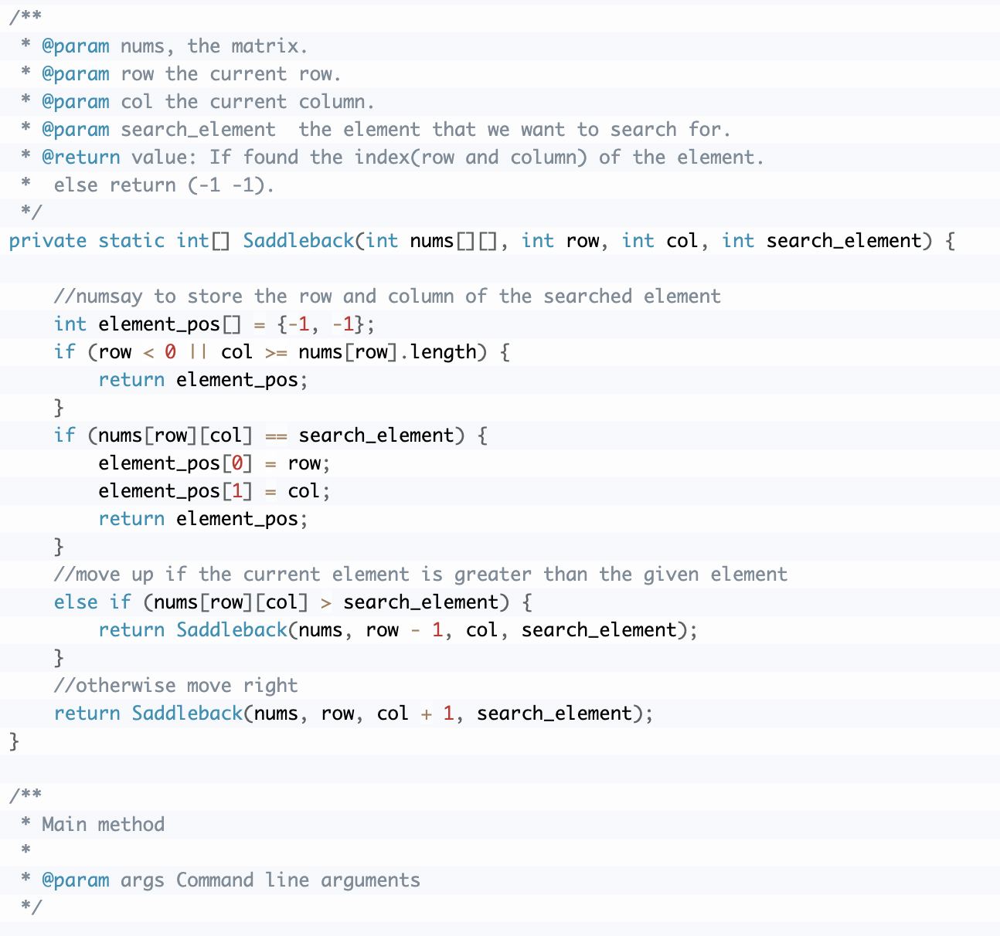 /**
 * @param nums, the matrix.
 * @param row the current row.
 * @param col the current column.
 * @param search_element  the element that we want to search for.
 * @return value: If found the index(row and column) of the element.
 *  else return (-1 -1).
 */
private static int[] Saddleback(int nums[][], int row, int col, int search_element) {

    //numsay to store the row and column of the searched element
    int element_pos[] = {-1, -1};
    if (row < 0 || col >= nums[row].length) {
        return element_pos;
    }
    if (nums[row][col] == search_element) {
        element_pos[0] = row;
        element_pos[1] = col;
        return element_pos;
    }
    //move up if the current element is greater than the given element
    else if (nums[row][col] > search_element) {
        return Saddleback(nums, row - 1, col, search_element);
    }
    //otherwise move right
    return Saddleback(nums, row, col + 1, search_element);
}

/**
 * Main method
 *
 * @param args Command line arguments
 */